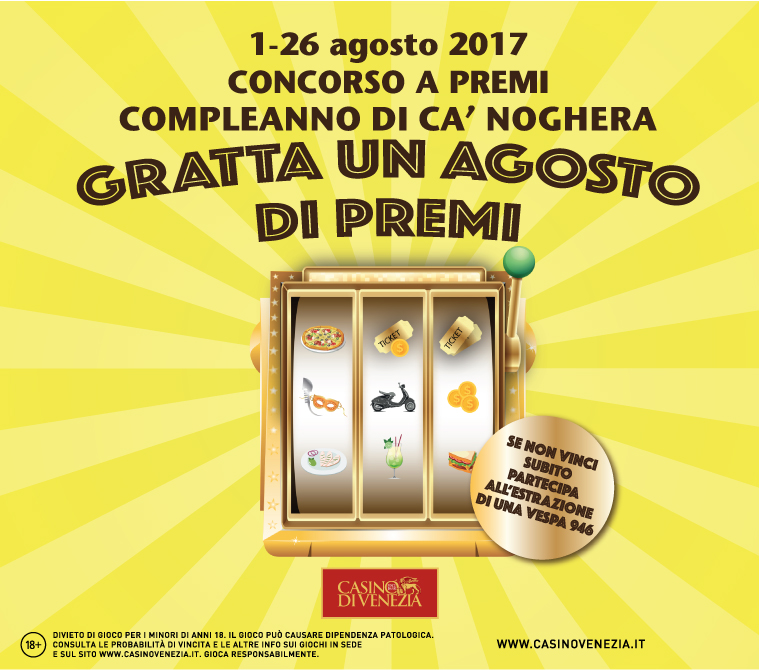 1-26 agosto 2017
CONCORSO A PREMI
COMPLEANNO DI CA’ NOGHERA
GRATTA UN AGOSTO
DI PREMI
TICKET
TICKET
SE NON VINCI
SUBITO
PARTECIPA
ALL’ESTRAZIONE
DI UNA VESPA 946
CASINO
DI VENEZIA
18+
DIVIETO DI GIOCO PER I MINORI DI ANNI 18. IL GIOCO PUÒ CAUSARE DIPENDENZA PATOLOGICA.
CONSULTA LE PROBABILITÀ DI VINCITA E LE ALTRE INFO SUI GIOCHI IN SEDE
E SUL SITO WWW.CASINOVENEZIA.IT. GIOCA RESPONSABILMENTE.
WWW.CASINOVENEZIA.IT